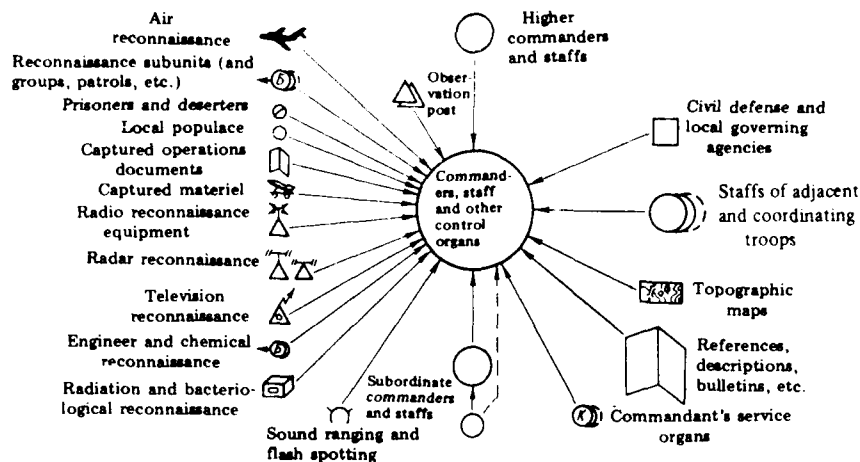 Air
reconnaissance
Reconnaissance subunits (and
groups, patrols, etc.)
Prisoners and deserters
Local populace
Captured operations
documents
Captured materiel
Radio reconnaissance
equipment
Radar reconnaissance
Television
reconnaissance
Engineer and chemical
reconnaissance
Radiation and bacterio-
logical reconnaissance
Sound ranging and
flash spotting
Subordinate
commanders
and staffs
Obser-
vation
post
Higher
commanders
and staffs
Command-
ers, staff
and other
control
organs
Civil defense and
local governing
agencies
Staffs of adjacent
and coordinating
troops
Topographic
maps
References,
descriptions,
bulletins, etc.
K
Commandant's service
organs